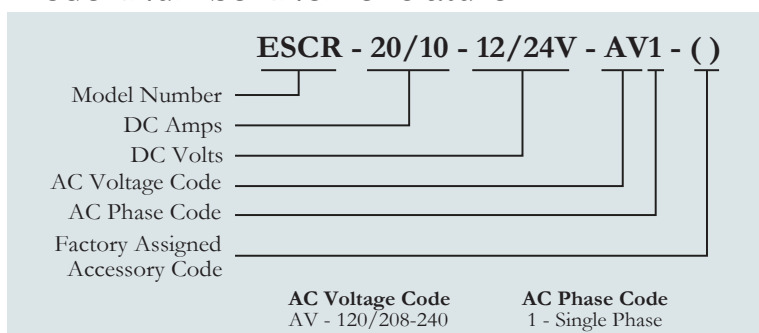 ESCR - 20/10 - 12/24V - AV1 - ( )
Model Number
DC Amps
DC Volts
AC Voltage Code
AC Phase Code
Factory Assigned
Accessory Code
AC Voltage Code AC Phase Code
AV - 120/208-240 1 - Single Phase